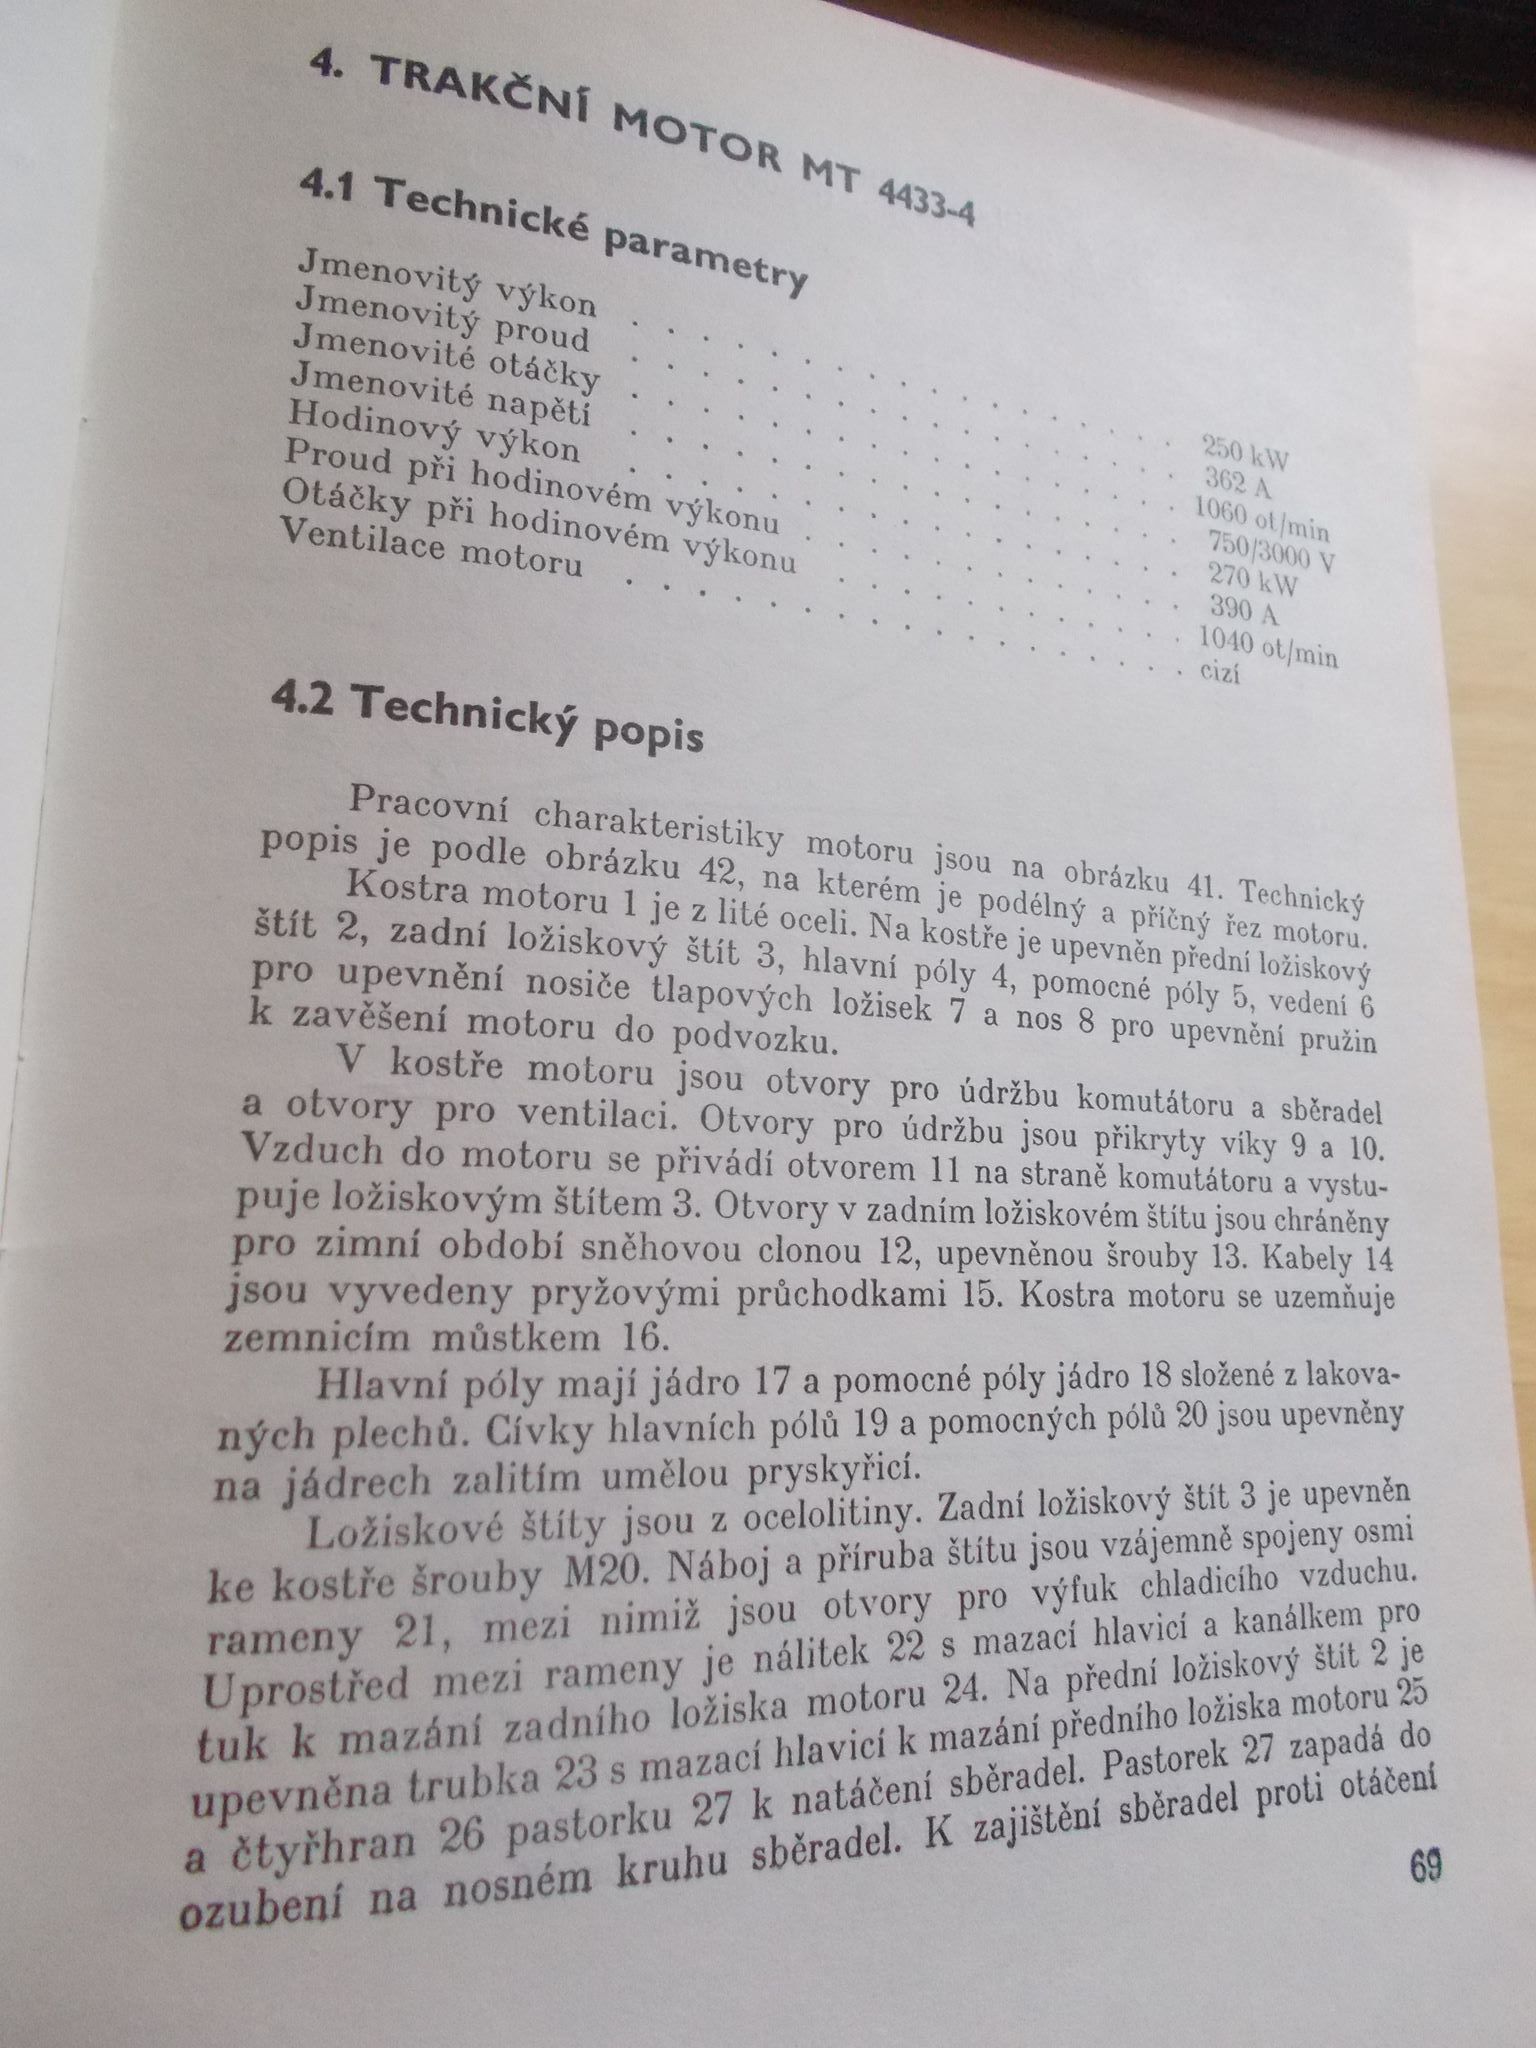 4. TRAKČNÍ MOTOR MT 4433-4
4.1 Technické parametry
Jmenovitý výkon . . . . . . . . . . . . . . . . 250 kW
Jmenovitý proud . . . . . . . . . . . . . . . . 362 A
Jmenovité otáčky . . . . . . . . . . . . . . . . 1060 ot/min
Jmenovité napětí . . . . . . . . . . . . . . . . 750/3000 V
Hodinový výkon . . . . . . . . . . . . . . . . 270 kW
Proud při hodinovém výkonu . . . . . . . . . . . 390 A
Otáčky při hodinovém výkonu . . . . . . . . . . 1040 ot/min
Ventilace motoru . . . . . . . . . . . . . . . . cizí
4.2 Technický popis
Pracovní charakteristiky motoru jsou na obrázku 41. Technický
popis je podle obrázku 42, na kterém je podélný a příčný řez motoru.
Kostra motoru 1 je z lité oceli. Na kostře je upevněn přední ložiskový
štít 2, zadní ložiskový štít 3, hlavní póly 4, pomocné póly 5, vedení 6
pro upevnění nosiče tlapových ložisek 7 a nos 8 pro upevnění pružin
k zavěšení motoru do podvozku.
V kostře motoru jsou otvory pro údržbu komutátoru a sběradel
a otvory pro ventilaci. Otvory pro údržbu jsou přikryty víky 9 a 10.
Vzduch do motoru se přivádí otvorem 11 na straně komutátoru a vystu-
puje ložiskovým štítem 3. Otvory v zadním ložiskovém štítu jsou chráněny
pro zimní období sněhovou clonou 12, upevněnou šrouby 13. Kabely 14
jsou vyvedeny pryžovými průchodkami 15. Kostra motoru se uzemňuje
zemnicím můstkem 16.
Hlavní póly mají jádro 17 a pomocné póly jádro 18 složené z lakova-
ných plechů. Cívky hlavních pólů 19 a pomocných pólů 20 jsou upevněny
na jádrech zalitím umělou pryskyřicí.
Ložiskové štíty jsou z ocelolitiny. Zadní ložiskový štít 3 je upevněn
ke kostře šrouby M20. Náboj a příruba štítu jsou vzájemně spojeny osmi
rameny 21, mezi nimiž jsou otvory pro výfuk chladicího vzduchu.
Uprostřed mezi rameny je nálitek 22 s mazací hlavicí a kanálkem pro
tuk k mazání zadního ložiska motoru 24. Na přední ložiskový štít 2 je
upevněna trubka 23 s mazací hlavicí k mazání předního ložiska motoru 25
a čtyřhran 26 pastorku 27 k natáčení sběradel. Pastorek 27 zapadá do
ozubení na nosném kruhu sběradel. K zajištění sběradel proti otáčení
69